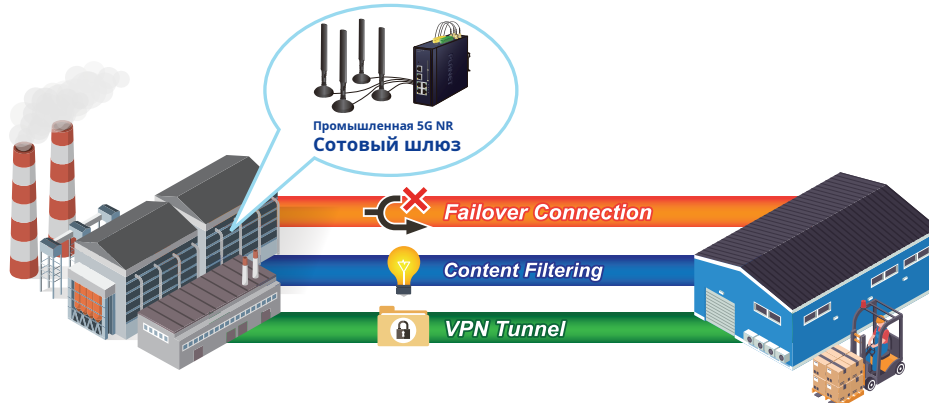 Промышленная 5G NR
Сотовый шлюз
Failover Connection
Content Filtering
VPN Tunnel